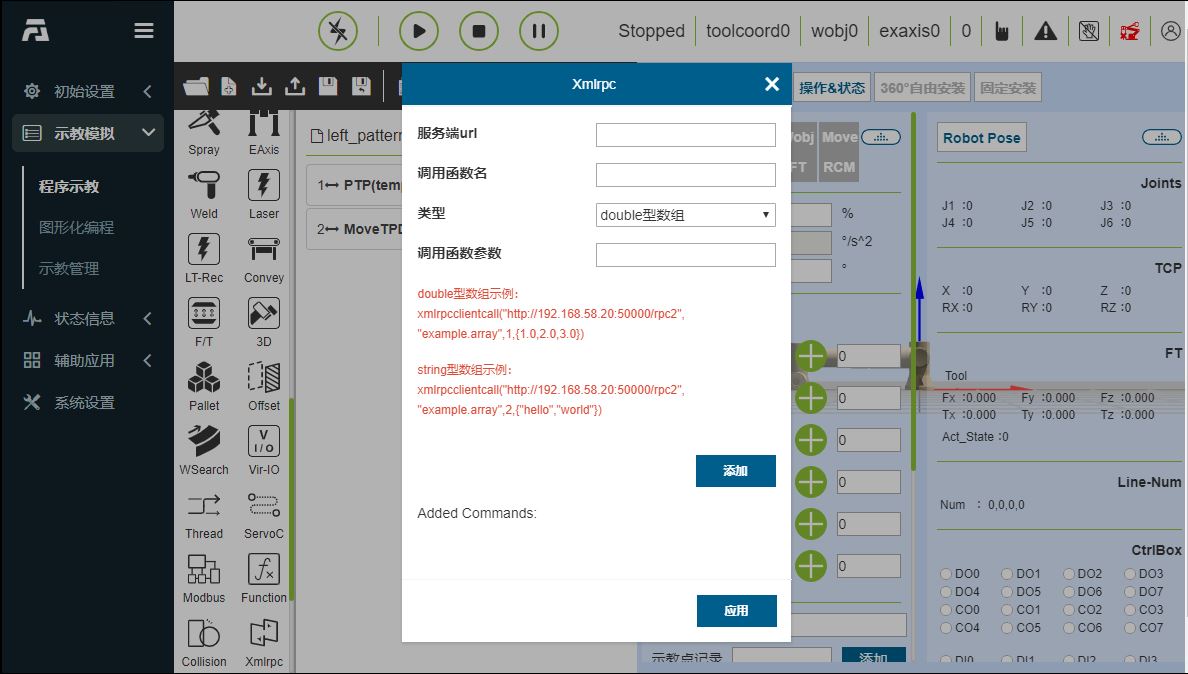 Stopped
toolcoord0
wobj0
exaxis0
0
初始设置
示教模拟
程序示教
图形化编程
示教管理
状态信息
辅助应用
系统设置
Spray
EAxis
Weld
Laser
LT-Rec
Convey
F/T
3D
Pallet
Offset
WSearch
Vir-IO
Thread
ServoC
Modbus
Function
Collision
Xmlrpc
left_pattern
1 PTP(tem
2 MoveTPD
Xmlrpc
服务端url
调用函数名
类型
double型数组
调用函数参数
double型数组示例:
xmlrpcclientcall("http://192.168.58.20:50000/rpc2",
"example.array",1,{1.0,2.0,3.0})
string型数组示例:
xmlrpcclientcall("http://192.168.58.20:50000/rpc2",
"example.array",2,{"hello","world"})
添加
Added Commands:
应用
操作&状态
360°自由安装
固定安装
obj
Move
FT
RCM
%
°/s^2
°
0
0
0
0
0
0
示教点记录
添加
Robot Pose
Joints
J1 :0 J2 :0 J3 :0
J4 :0 J5 :0 J6 :0
TCP
X :0 Y :0 Z :0
RX :0 RY :0 RZ :0
FT
Tool
Fx :0.000 Fy :0.000 Fz :0.000
Tx :0.000 Ty :0.000 Tz :0.000
Act_State :0
Line-Num
Num : 0,0,0,0
CtrlBox
DO0 DO1 DO2 DO3
DO4 DO5 DO6 DO7
CO0 CO1 CO2 CO3
CO4 CO5 CO6 CO7
DI0 DI1 DI2 DI3